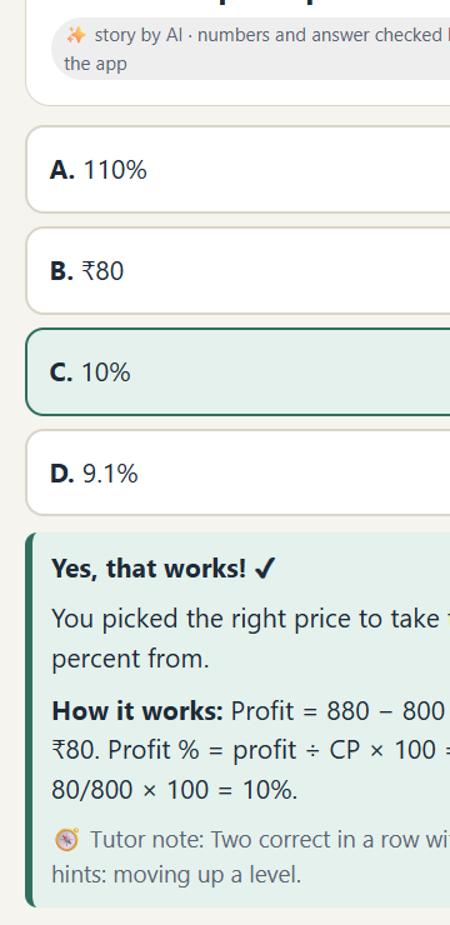 ✨ story by AI · numbers and answer checked
the app
A. 110%
B. ₹80
C. 10%
D. 9.1%
Yes, that works! ✓
You picked the right price to take
percent from.
How it works: Profit = 880 − 800
₹80. Profit % = profit ÷ CP × 100 =
80/800 × 100 = 10%.
🧭 Tutor note: Two correct in a row
hints: moving up a level.